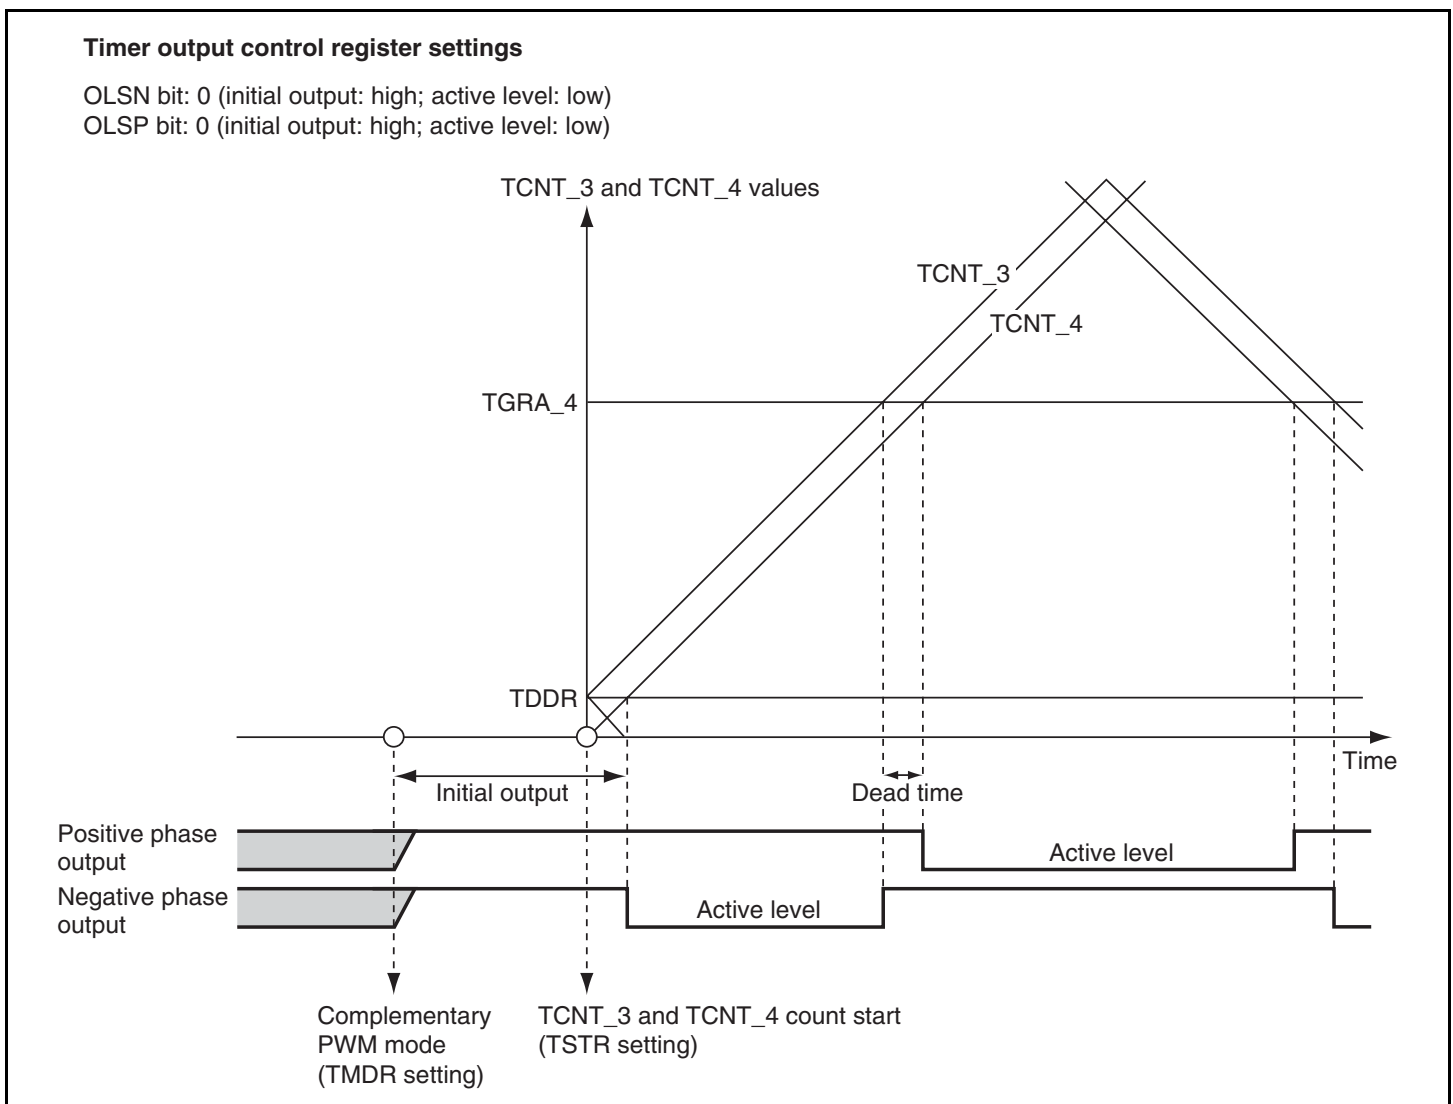 Timer output control register settings
OLSN bit: 0 (initial output: high; active level: low)
OLSP bit: 0 (initial output: high; active level: low)
TCNT_3 and TCNT_4 values
TCNT_3
TCNT_4
TGRA_4
TDDR
Time
Initial output
Dead time
Positive phase
output
Active level
Negative phase
output
Active level
Complementary
PWM mode
(TMDR setting)
TCNT_3 and TCNT_4 count start
(TSTR setting)